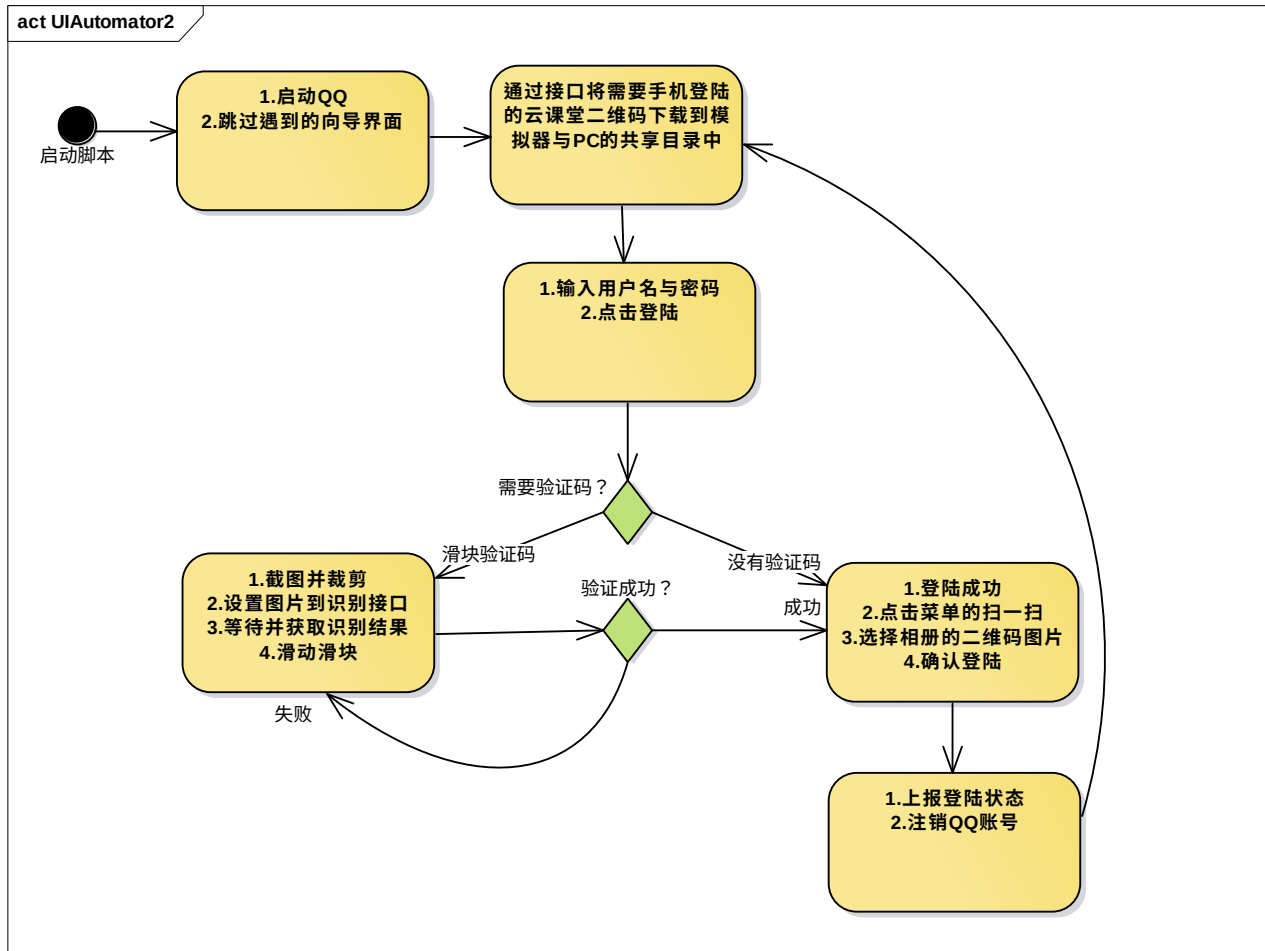 act UIAutomator2
1.启动QQ
2.跳过遇到的向导界面
通过接口将需要手机登陆
的云课堂二维码下载到模
拟器与PC的共享目录中
启动脚本
1.输入用户名与密码
2.点击登陆
需要验证码？
滑块验证码
没有验证码
1.截图并裁剪
2.设置图片到识别接口
3.等待并获取识别结果
4.滑动滑块
验证成功？
成功
1.登陆成功
2.点击菜单的扫一扫
3.选择相册的二维码图片
4.确认登陆
失败
1.上报登陆状态
2.注销QQ账号